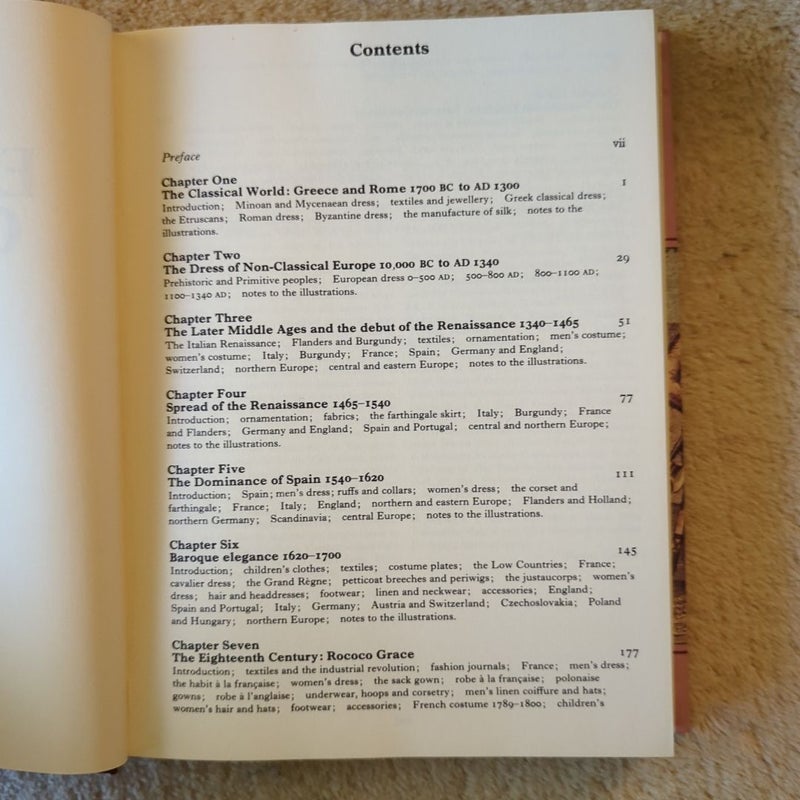 Contents
Preface vii
Chapter One
The Classical World: Greece and Rome 1700 BC to AD 1300 1
Introduction; Minoan and Mycenaean dress; textiles and jewellery; Greek classical dress;
the Etruscans; Roman dress; Byzantine dress; the manufacture of silk; notes to the
illustrations.
Chapter Two
The Dress of Non-Classical Europe 10,000 BC to AD 1340 29
Prehistoric and Primitive peoples; European dress 0–500 AD; 500–800 AD; 800–1100 AD;
1100–1340 AD; notes to the illustrations.
Chapter Three
The Later Middle Ages and the debut of the Renaissance 1340–1465 51
The Italian Renaissance; Flanders and Burgundy; textiles; ornamentation; men's costume;
women's costume; Italy; Burgundy; France; Spain; Germany and England;
Switzerland; northern Europe; central and eastern Europe; notes to the illustrations.
Chapter Four
Spread of the Renaissance 1465–1540 77
Introduction; ornamentation; fabrics; the farthingale skirt; Italy; Burgundy; France
and Flanders; Germany and England; Spain and Portugal; central and northern Europe;
notes to the illustrations.
Chapter Five
The Dominance of Spain 1540–1620 111
Introduction; Spain; men's dress; ruffs and collars; women's dress; the corset and
farthingale; France; Italy; England; northern and eastern Europe; Flanders and Holland;
northern Germany; Scandinavia; central Europe; notes to the illustrations.
Chapter Six
Baroque elegance 1620–1700 145
Introduction; children's clothes; textiles; costume plates; the Low Countries; France;
cavalier dress; the Grand Règne; petticoat breeches and periwigs; the justaucorps; women's
dress; hair and headdresses; footwear; linen and neckwear; accessories; England;
Spain and Portugal; Italy; Germany; Austria and Switzerland; Czechoslovakia; Poland
and Hungary; northern Europe; notes to the illustrations.
Chapter Seven
The Eighteenth Century: Rococo Grace 177
Introduction; textiles and the industrial revolution; fashion journals; France; men's dress;
the habit à la française; women's dress; the sack gown; robe à la française; polonaise
gowns; robe à l'anglaise; underwear, hoops and corsetry; men's linen coiffure and hats;
women's hair and hats; footwear; accessories; French costume 1789–1800; children's